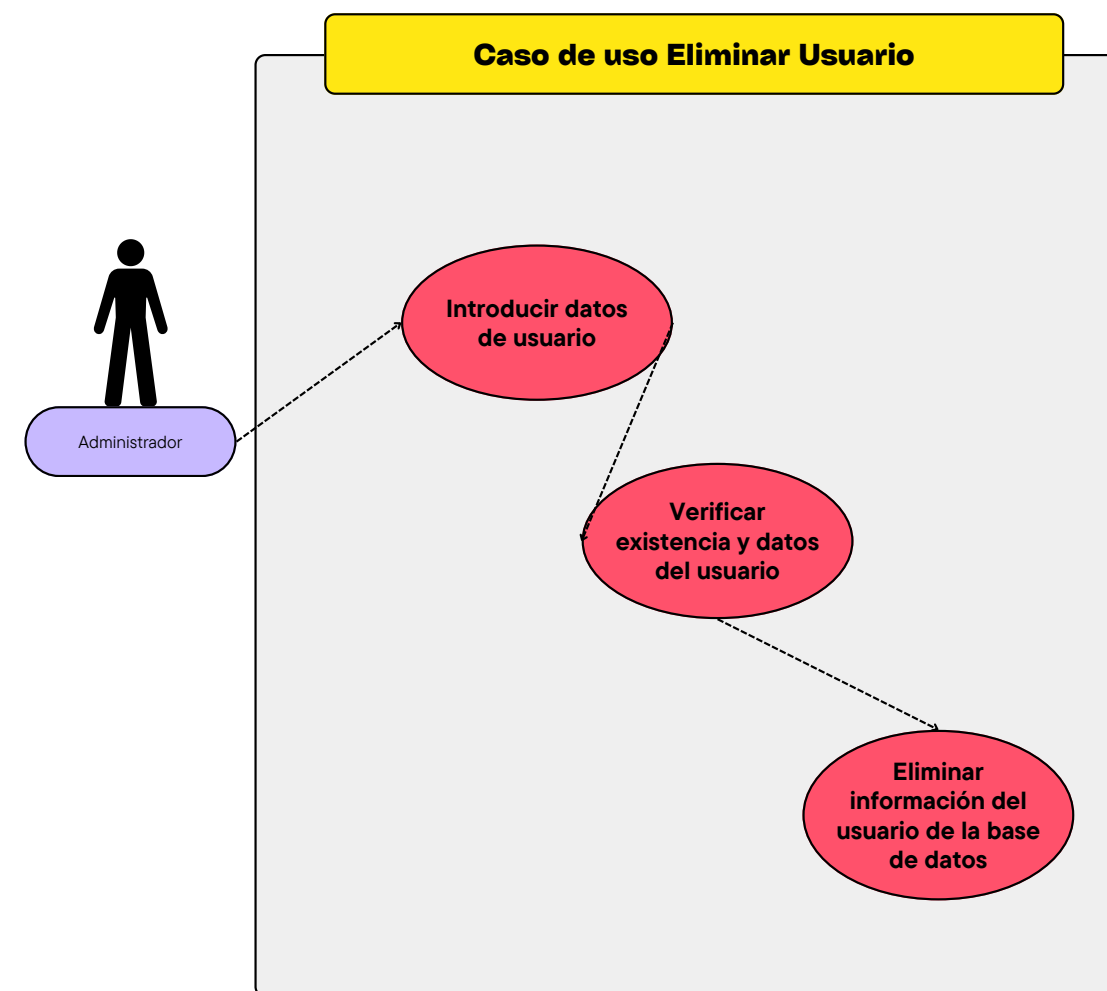 Caso de uso Eliminar Usuario
Introducir datos
de usuario
Administrador
Verificar
existencia y datos
del usuario
Eliminar
información del
usuario de la base
de datos